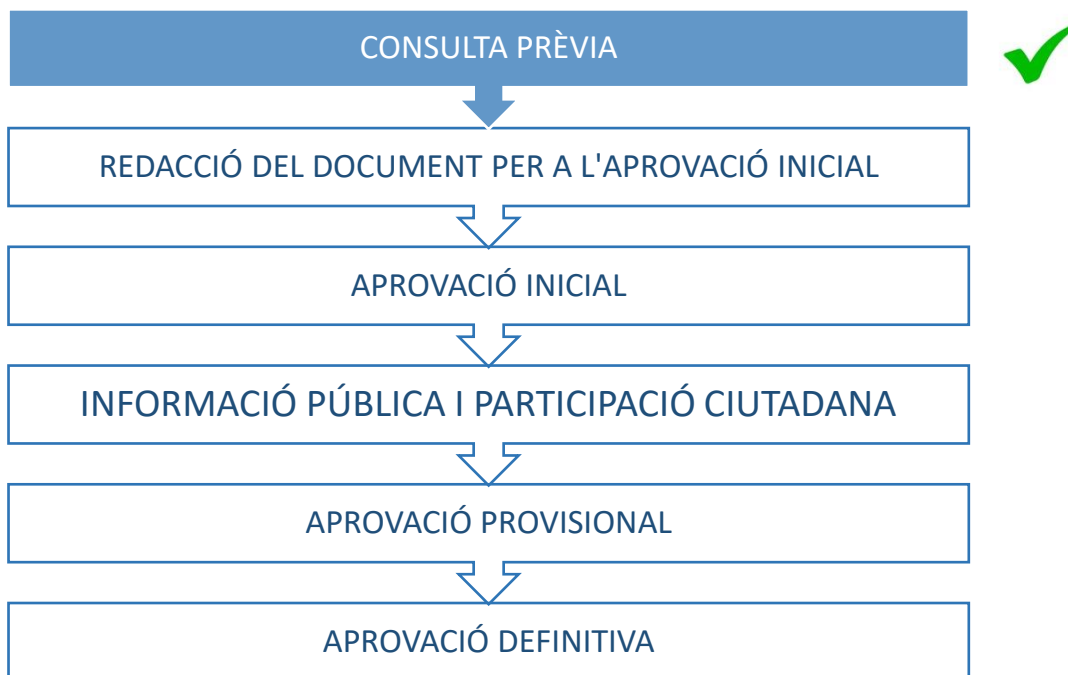 CONSULTA PRÈVIA
REDACCIÓ DEL DOCUMENT PER A L'APROVACIÓ INICIAL
APROVACIÓ INICIAL
INFORMACIÓ PÚBLICA I PARTICIPACIÓ CIUTADANA
APROVACIÓ PROVISIONAL
APROVACIÓ DEFINITIVA